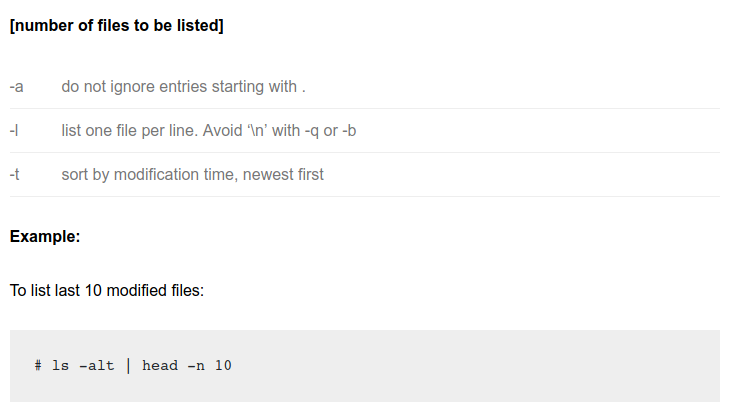 [number of files to be listed]
-a do not ignore entries starting with .
-l list one file per line. Avoid ‘\n’ with -q or -b
-t sort by modification time, newest first
Example:
To list last 10 modified files:
# ls -alt | head -n 10